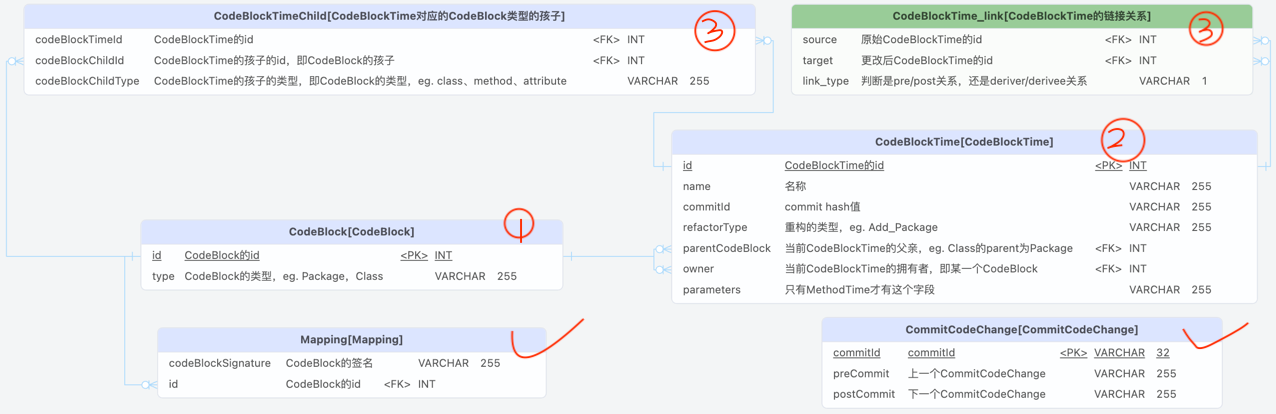 CodeBlockTimeChild[CodeBlockTime对应的CodeBlock类型的孩子]
③
codeBlockTimeId CodeBlockTime的id <FK> INT
codeBlockChildId CodeBlockTime的孩子的id，即CodeBlock的孩子 <FK> INT
codeBlockChildType CodeBlockTime的孩子的类型，即CodeBlock的类型，eg. class、method、attribute VARCHAR 255
CodeBlockTime_link[CodeBlockTime的链接关系]
③
source 原始CodeBlockTime的id <FK> INT
target 更改后CodeBlockTime的id <FK> INT
link_type 判断是pre/post关系，还是deriver/derivee关系 VARCHAR 1
CodeBlockTime[CodeBlockTime]
②
id CodeBlockTime的id <PK> INT
name 名称 VARCHAR 255
commitId commit hash值 VARCHAR 255
refactorType 重构的类型，eg. Add_Package VARCHAR 255
parentCodeBlock 当前CodeBlockTime的父亲，eg. Class的parent为Package <FK> INT
owner 当前CodeBlockTime的拥有者，即某一个CodeBlock <FK> INT
parameters 只有MethodTime才有这个字段 VARCHAR 255
CodeBlock[CodeBlock]
①
id CodeBlock的id <PK> INT
type CodeBlock的类型，eg. Package，Class VARCHAR 255
Mapping[Mapping]
codeBlockSignature CodeBlock的签名 VARCHAR 255
id CodeBlock的id <FK> INT
CommitCodeChange[CommitCodeChange]
commitId commitId <PK> VARCHAR 32
preCommit 上一个CommitCodeChange VARCHAR 255
postCommit 下一个CommitCodeChange VARCHAR 255